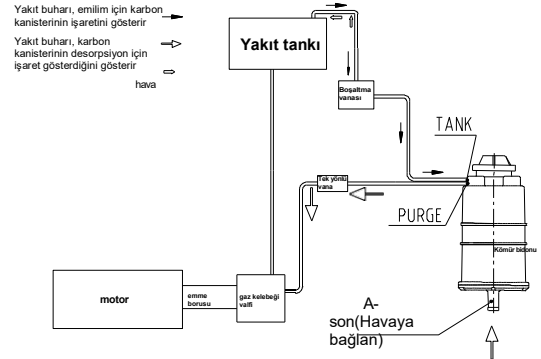 Yakıt buharı, emilim için karbon
kanisterinin işaretini gösterir
Yakıt buharı, karbon
kanisterinin desorpsiyon için
işaret gösterdiğini gösterir
hava
Yakıt tankı
Boşaltma
vanası
TANK
Tek yönlü
vana
PURGE
Kömür bidonu
motor
emme
borusu
gaz kelebeği
valfi
A-
son(Havaya
bağlan)